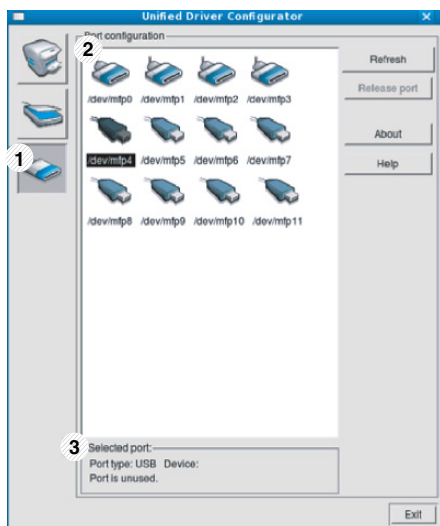 Unified Driver Configurator
Port configuration
2
Refresh
/dev/mfp0 /dev/mfp1 /dev/mfp2 /dev/mfp3
Release port
About
1
/dev/mfp4 /dev/mfp5 /dev/mfp6 /dev/mfp7
Help
/dev/mfp8 /dev/mfp9 /dev/mfp10 /dev/mfp11
3
Selected port:
Port type: USB Device:
Port is unused.
Exit